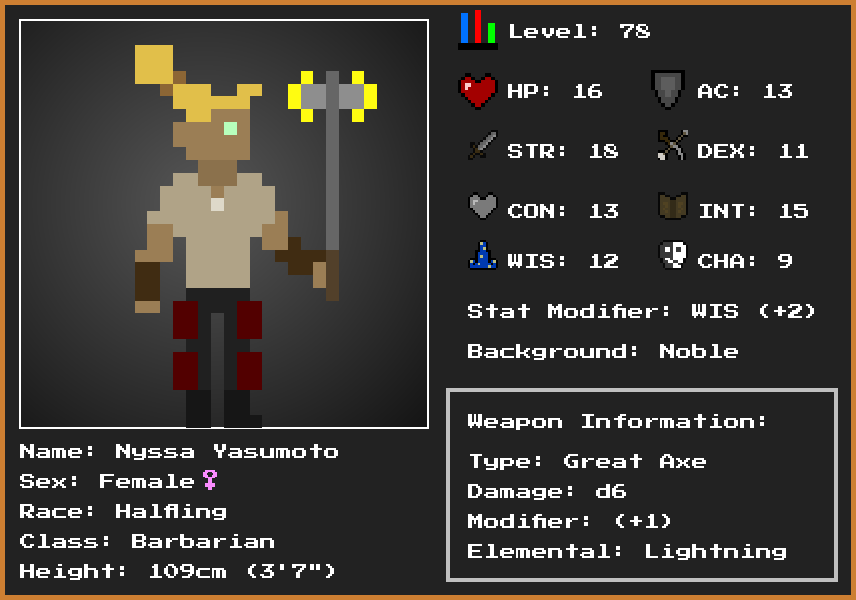 Level: 78
HP: 16 AC: 13
STR: 18 DEX: 11
CON: 13 INT: 15
WIS: 12 CHA: 9
Stat Modifier: WIS (+2)
Background: Noble
Weapon Information:
Type: Great Axe
Damage: d6
Modifier: (+1)
Elemental: Lightning
Name: Nyssa Yasumoto
Sex: Female♀
Race: Halfling
Class: Barbarian
Height: 109cm (3'7")